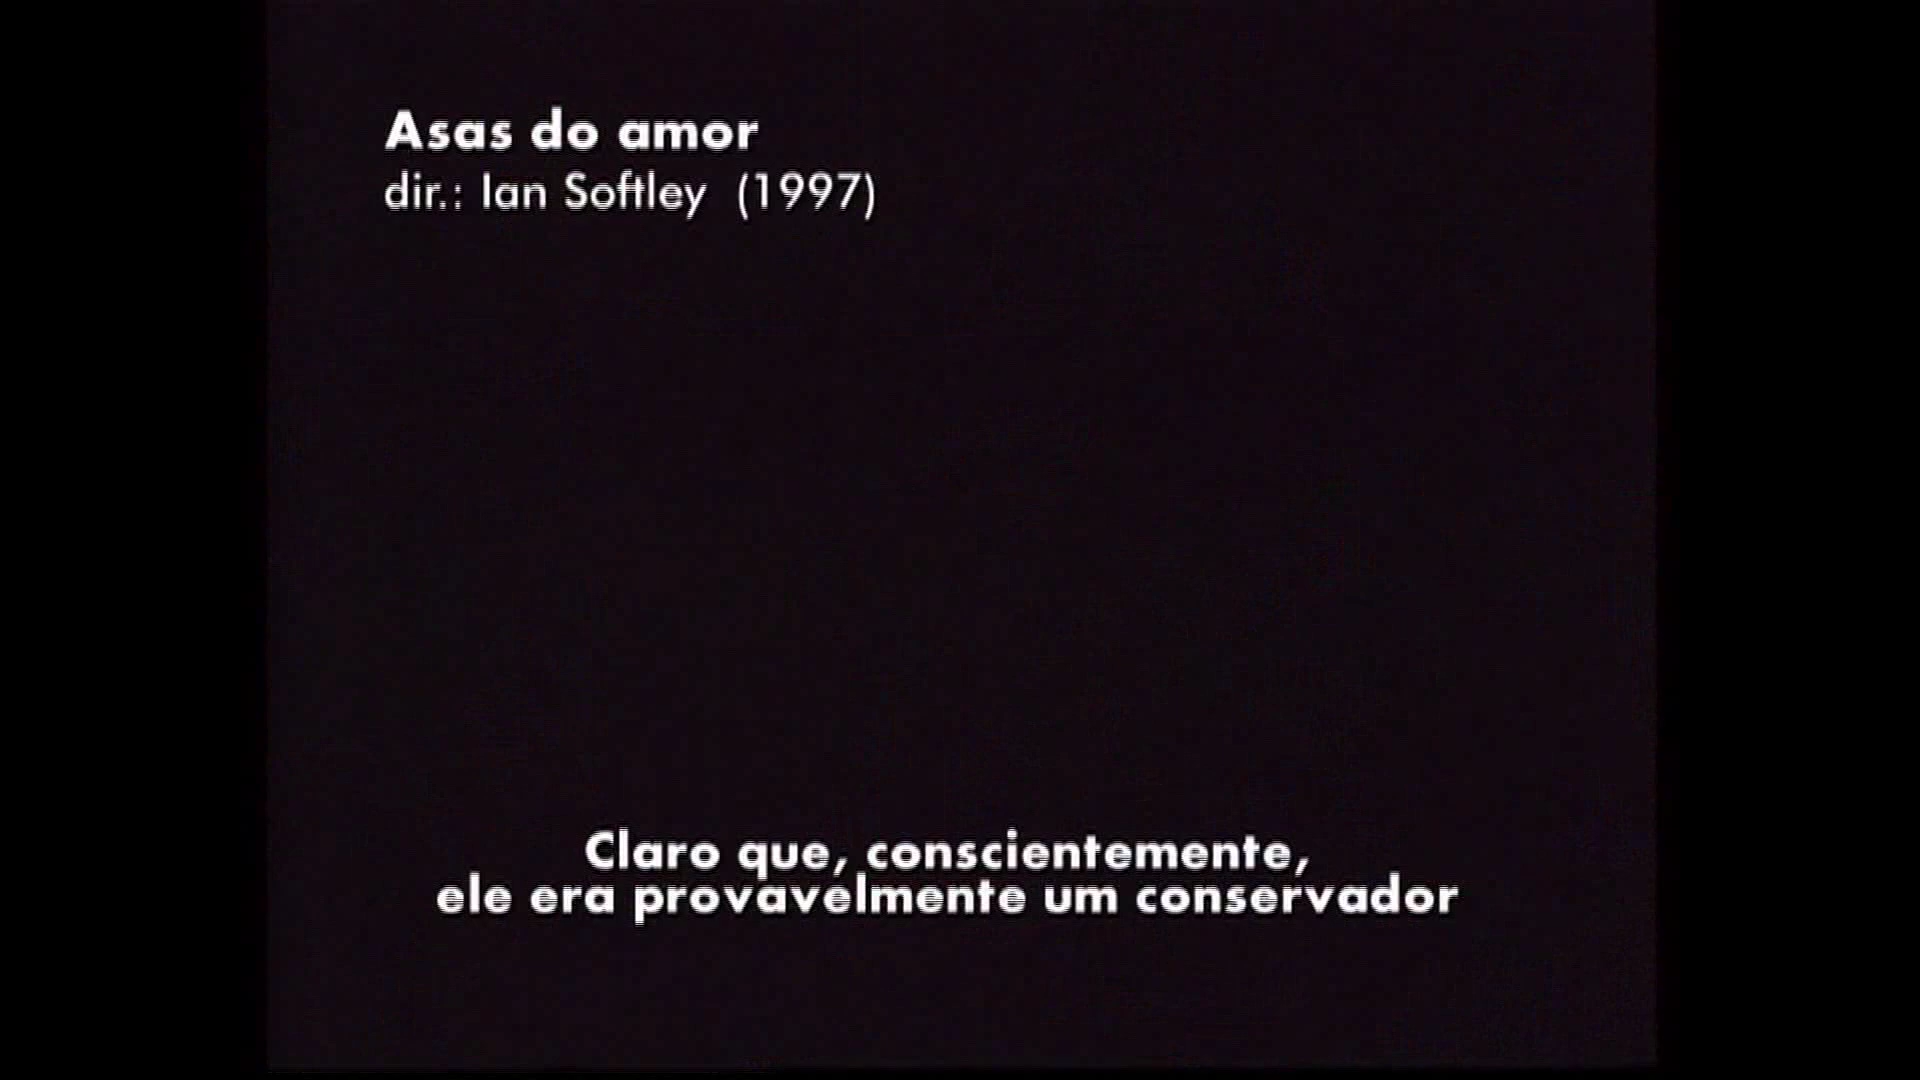 Asas do amor
dir.: Ian Softley (1997)
Claro que, conscientemente,
ele era provavelmente um conservador